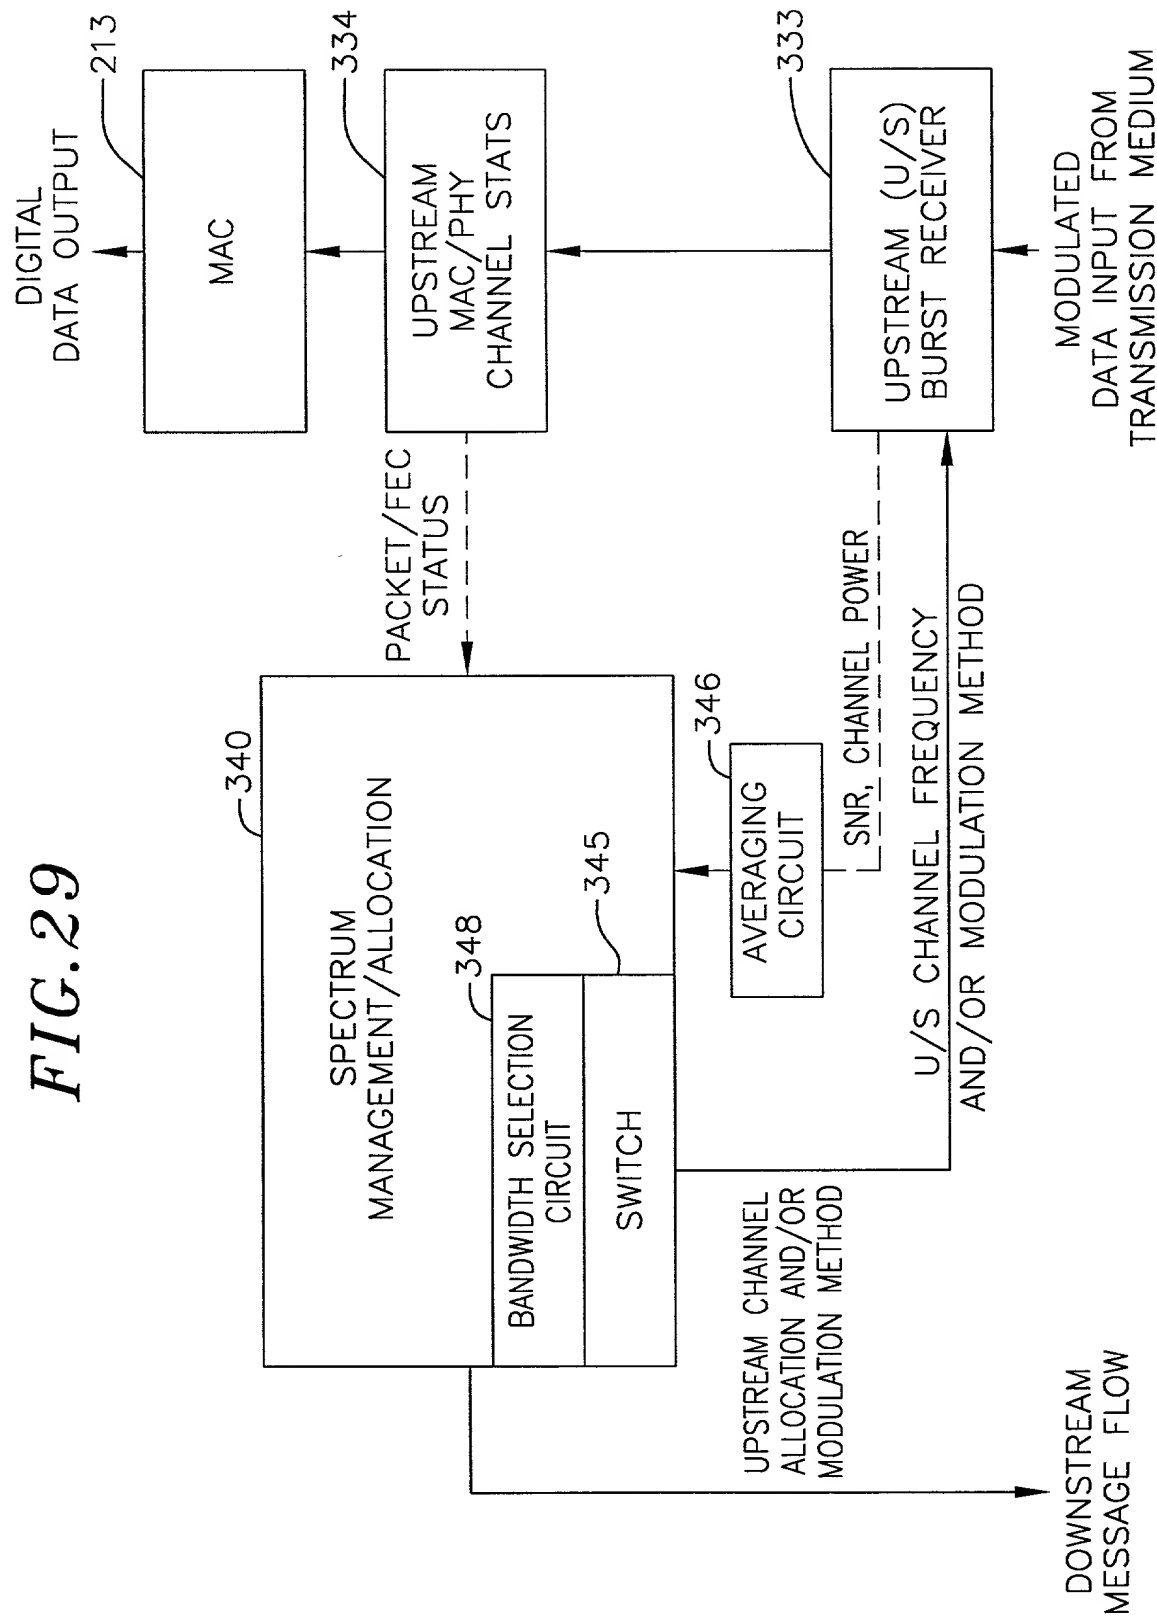 FIG.29
SPECTRUM
MANAGEMENT/ALLOCATION
340
BANDWIDTH SELECTION
CIRCUIT
348
SWITCH
345
PACKET/FEC
STATUS
DIGITAL
DATA OUTPUT
MAC
213
UPSTREAM
MAC/PHY
CHANNEL STATS
334
AVERAGING
CIRCUIT
346
SNR, CHANNEL POWER
UPSTREAM (U/S)
BURST RECEIVER
333
U/S CHANNEL FREQUENCY
AND/OR MODULATION METHOD
MODULATED
DATA INPUT FROM
TRANSMISSION MEDIUM
UPSTREAM CHANNEL
ALLOCATION AND/OR
MODULATION METHOD
DOWNSTREAM
MESSAGE FLOW